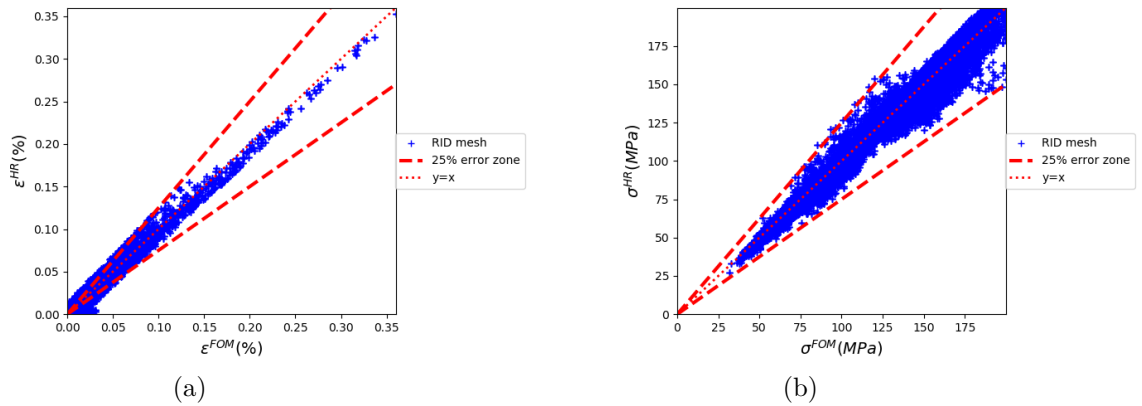 0.35
0.30
0.25
0.20
0.15
0.10
0.05
0.00
ε^HR(%)
0.00 0.05 0.10 0.15 0.20 0.25 0.30 0.35
ε^FOM(%)
RID mesh
25% error zone
y=x
(a)
175
150
125
100
75
50
25
0
σ^HR(MPa)
0 25 50 75 100 125 150 175
σ^FOM(MPa)
RID mesh
25% error zone
y=x
(b)